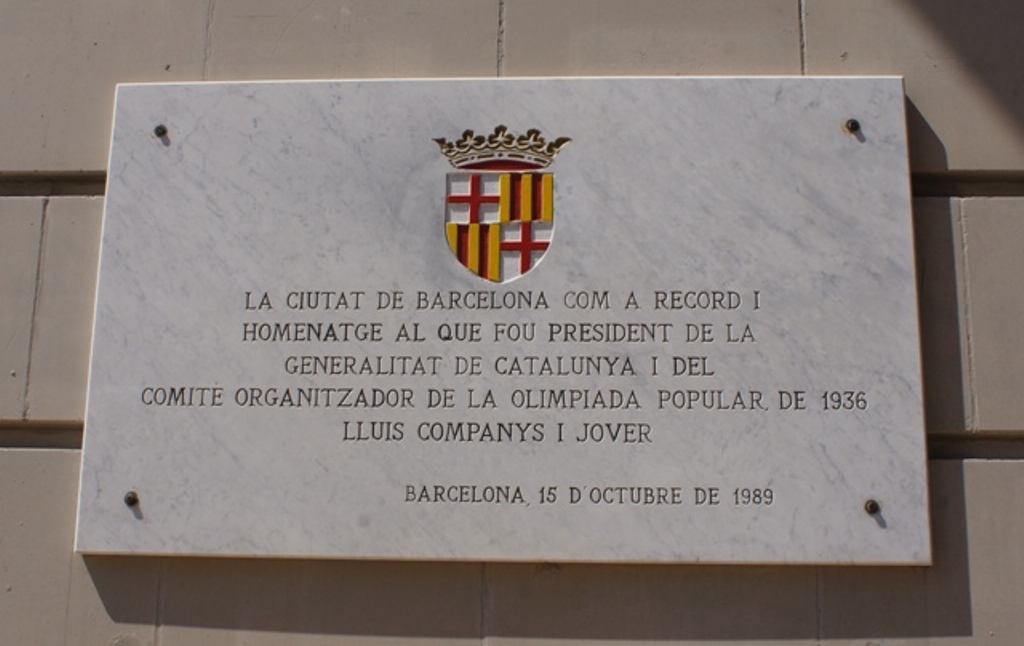 LA CIUTAT DE BARCELONA COM A RECORD I
HOMENATGE AL QUE FOU PRESIDENT DE LA
GENERALITAT DE CATALUNYA I DEL
COMITÈ ORGANITZADOR DE LA OLIMPIADA POPULAR, DE 1936
LLUIS COMPANYS I JOVER
BARCELONA, 15 D'OCTUBRE DE 1989